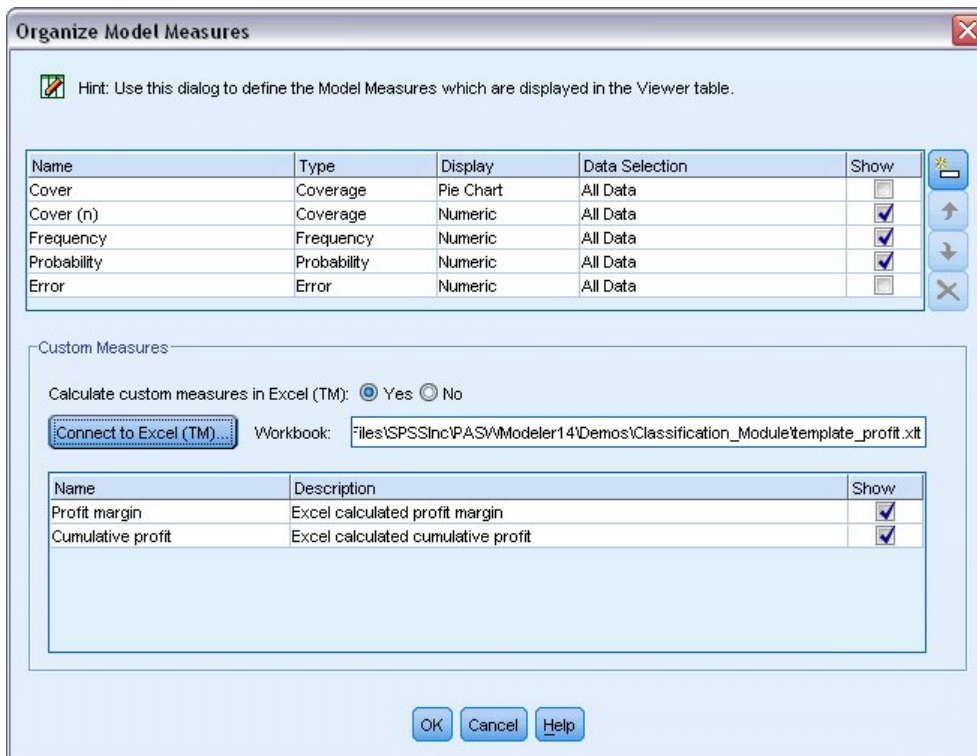 Organize Model Measures
Hint: Use this dialog to define the Model Measures which are displayed in the Viewer table.
Name Type Display Data Selection Show
Cover Coverage Pie Chart All Data
Cover (n) Coverage Numeric All Data
Frequency Frequency Numeric All Data
Probability Probability Numeric All Data
Error Error Numeric All Data
Custom Measures
Calculate custom measures in Excel (TM): Yes No
Connect to Excel (TM)... Workbook: Files\SPSSInc\PASWModeler14\Demos\Classification_Module\template_profit.xlt
Name Description Show
Profit margin Excel calculated profit margin
Cumulative profit Excel calculated cumulative profit
OK Cancel Help